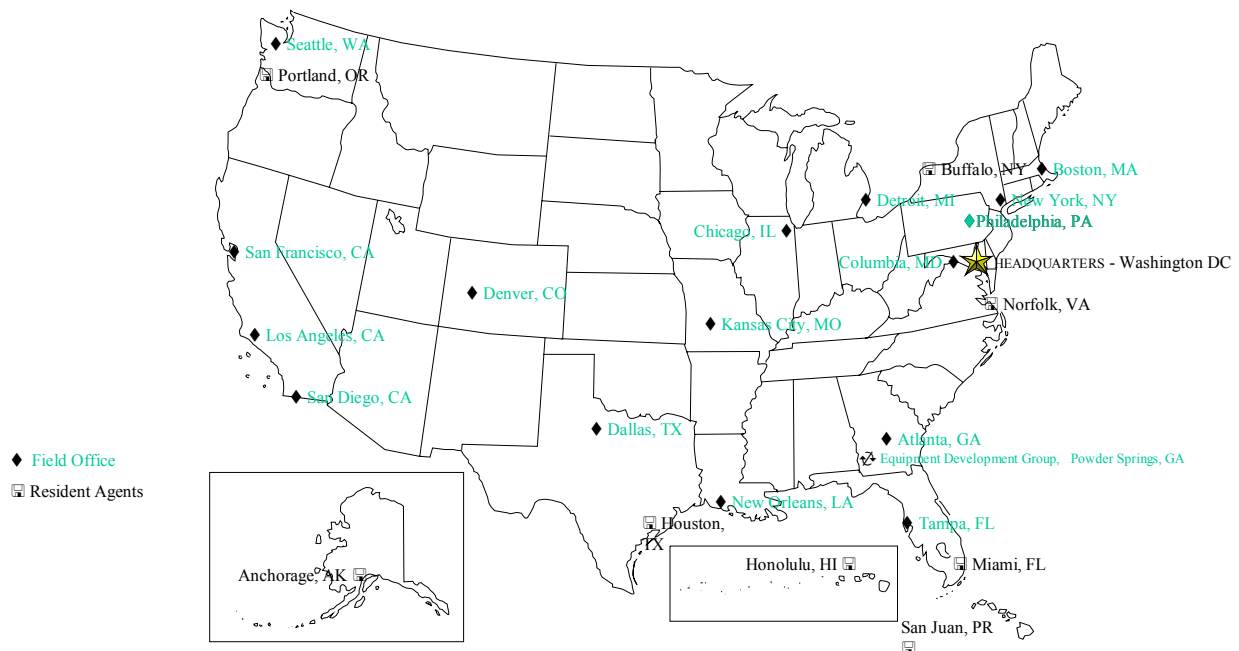 Seattle, WA
Portland, OR
Buffalo, NY
Boston, MA
Detroit, MI
New York, NY
Philadelphia, PA
Chicago, IL
San Francisco, CA
Columbia, MD
HEADQUARTERS - Washington DC
Denver, CO
Norfolk, VA
Kansas City, MO
Los Angeles, CA
San Diego, CA
Dallas, TX
Atlanta, GA
Equipment Development Group, Powder Springs, GA
Field Office
Resident Agents
New Orleans, LA
Houston,
TX
Tampa, FL
Honolulu, HI
Miami, FL
Anchorage, AK
San Juan, PR